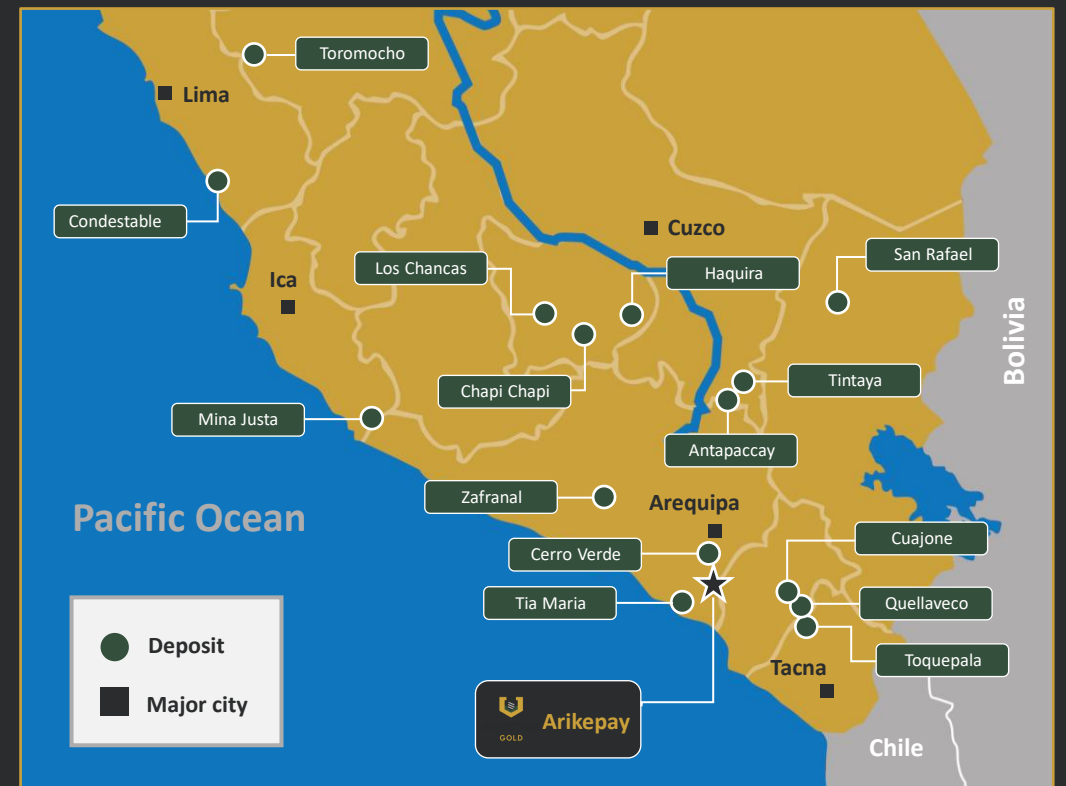 Toromocho
Lima
Condestable
Cuzco
San Rafael
Los Chancas
Haquira
Ica
Bolivia
Tintaya
Chapi Chapi
Mina Justa
Antapaccay
Zafranal
Arequipa
Pacific Ocean
Cuajone
Cerro Verde
Tia Maria
Quellaveco
Deposit
Toquepala
Tacna
Major city
Arikepay
GOLD
Chile